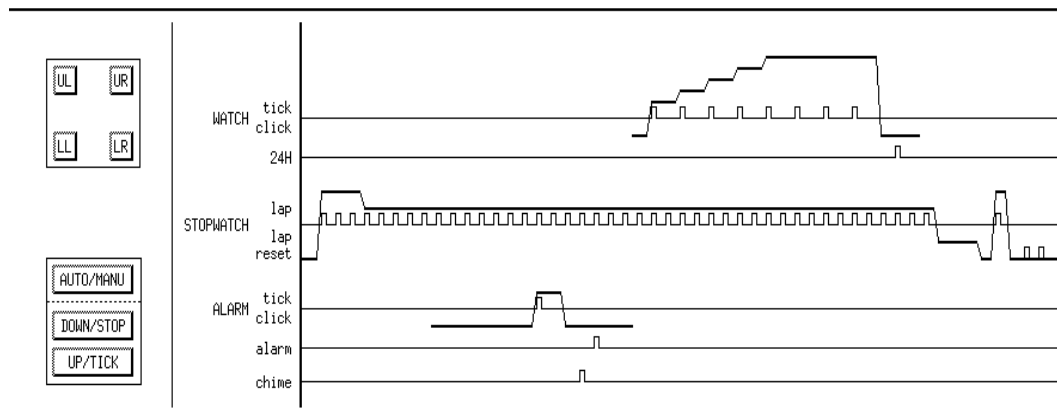 UL UR
LL LR
AUTO/MANU
DOWN/STOP
UP/TICK
WATCH
tick
click
24H
STOPWATCH
lap
lap
reset
ALARM
tick
click
alarm
chime